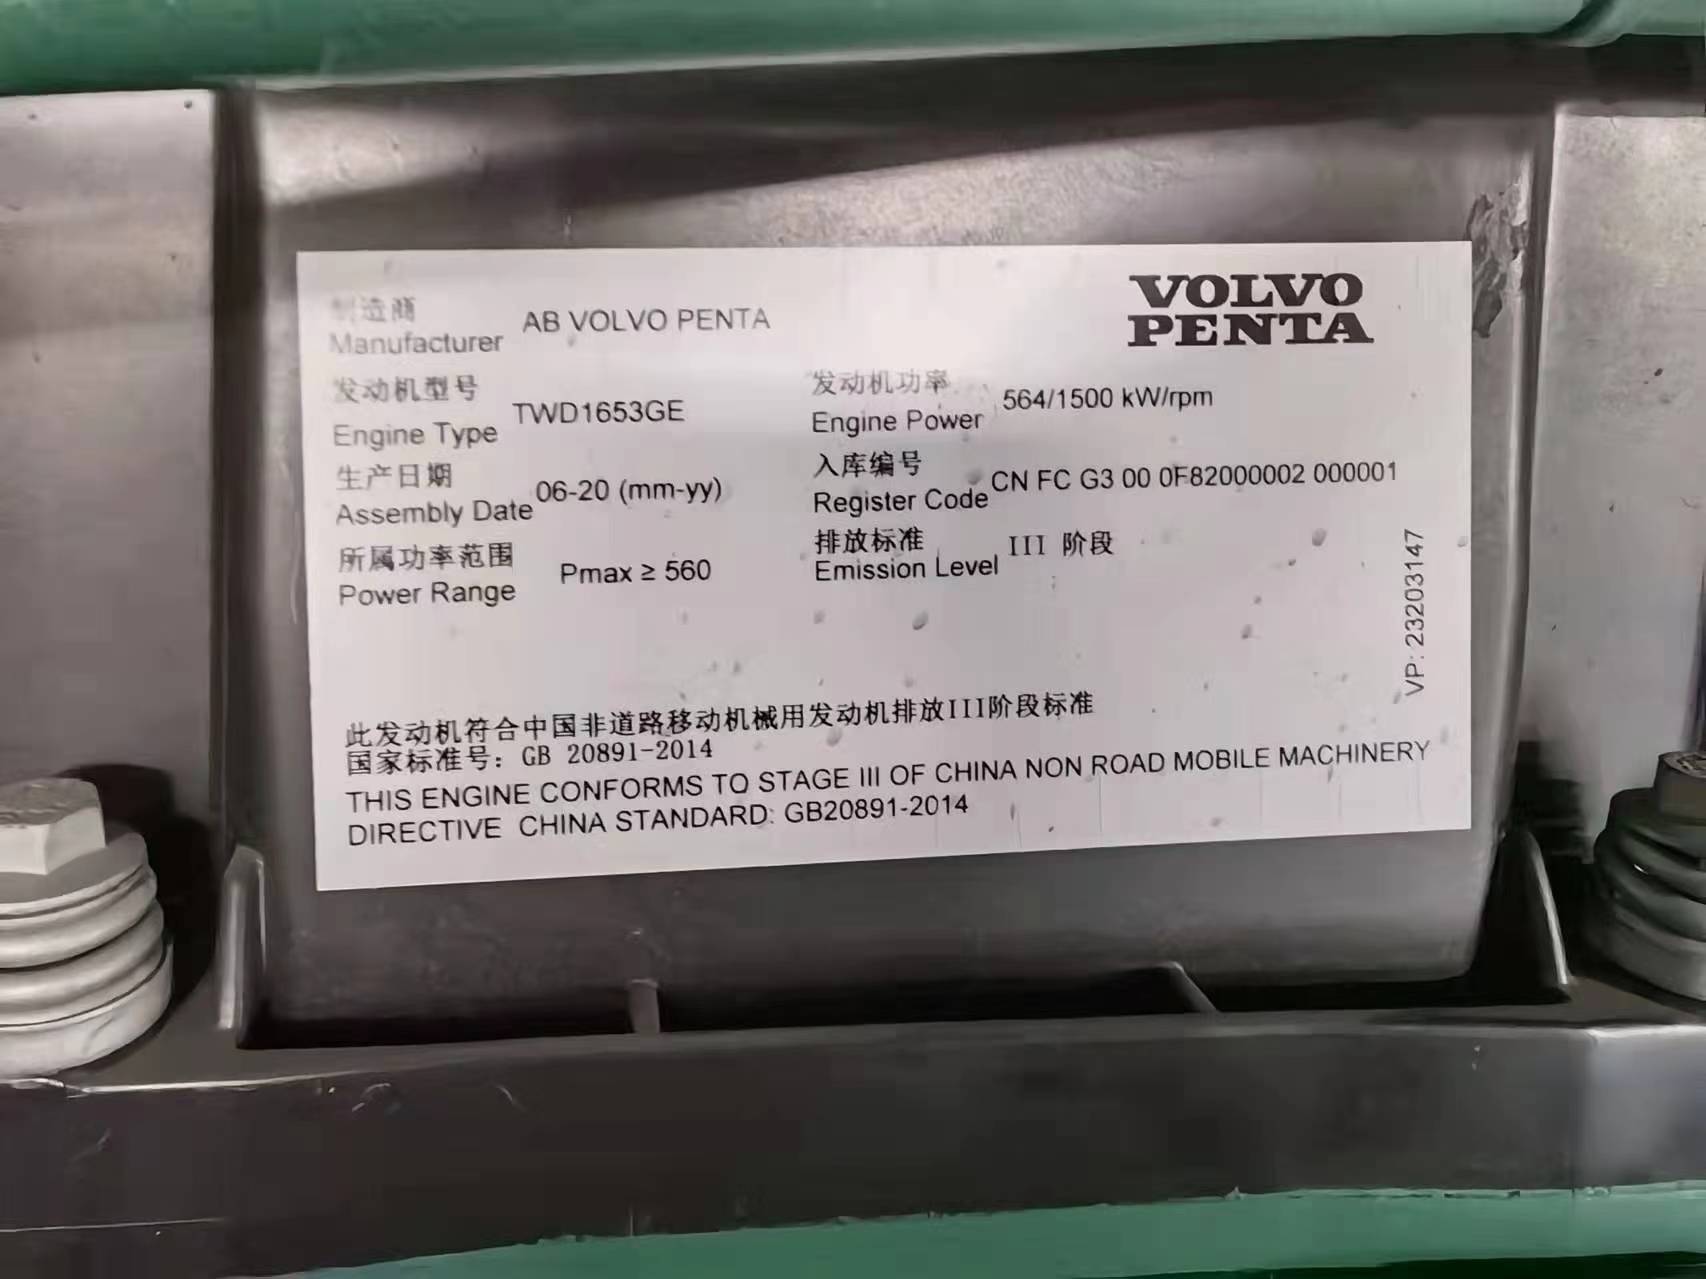 VOLVO
PENTA
制造商
Manufacturer
AB VOLVO PENTA
发动机型号
Engine Type
TWD1653GE
发动机功率
Engine Power
564/1500 kW/rpm
生产日期
Assembly Date
06-20 (mm-yy)
入库编号
Register Code
CN FC G3 00 0F82000002 000001
所属功率范围
Power Range
Pmax ≥ 560
排放标准
Emission Level
III 阶段
VP: 23203147
此发动机符合中国非道路移动机械用发动机排放III阶段标准
国家标准号: GB 20891-2014
THIS ENGINE CONFORMS TO STAGE III OF CHINA NON ROAD MOBILE MACHINERY
DIRECTIVE CHINA STANDARD: GB20891-2014